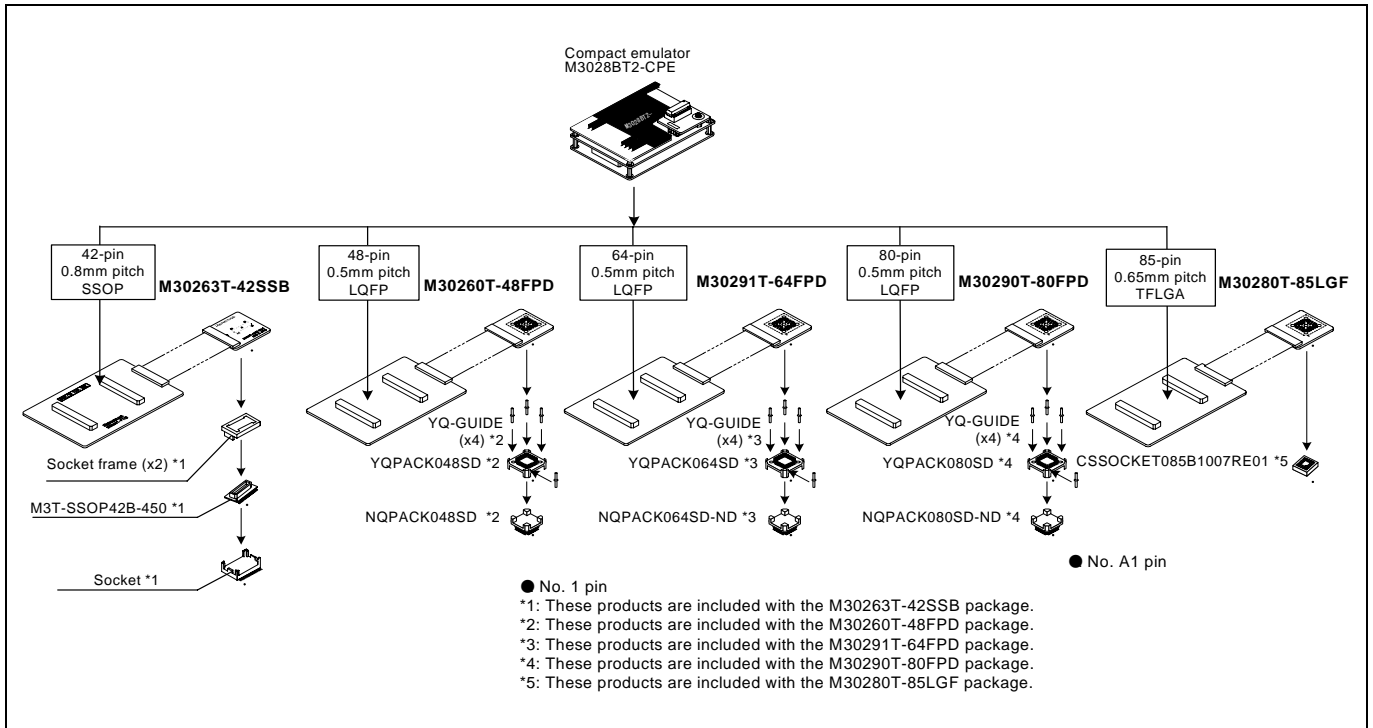 Compact emulator
M3028BT2-CPE
M3028BT2-
42-pin
0.8mm pitch
SSOP
M30263T-42SSB
48-pin
0.5mm pitch
LQFP
M30260T-48FPD
64-pin
0.5mm pitch
LQFP
M30291T-64FPD
80-pin
0.5mm pitch
LQFP
M30290T-80FPD
85-pin
0.65mm pitch
TFLGA
M30280T-85LGF
Socket frame (x2) *1
M3T-SSOP42B-450 *1
Socket *1
YQ-GUIDE
(x4) *2
YQPACK048SD *2
NQPACK048SD *2
YQ-GUIDE
(x4) *3
YQPACK064SD *3
NQPACK064SD-ND *3
YQ-GUIDE
(x4) *4
YQPACK080SD *4
NQPACK080SD-ND *4
CSSOCKET085B1007RE01 *5
● No. A1 pin
● No. 1 pin
*1: These products are included with the M30263T-42SSB package.
*2: These products are included with the M30260T-48FPD package.
*3: These products are included with the M30291T-64FPD package.
*4: These products are included with the M30290T-80FPD package.
*5: These products are included with the M30280T-85LGF package.